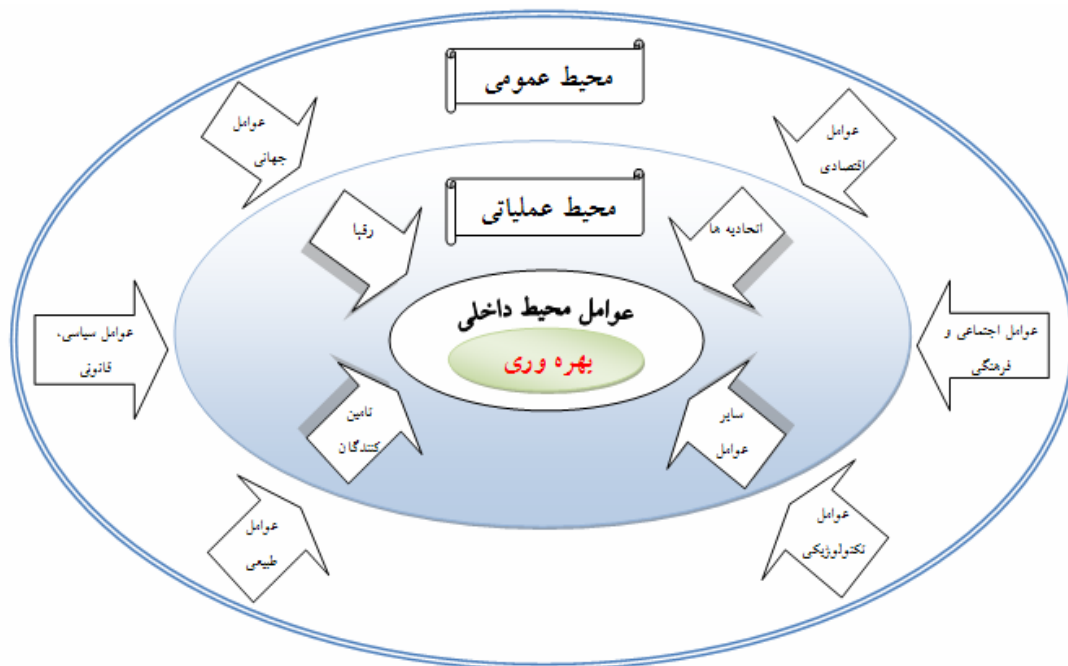 محیط عمومی
عوامل
جهانی
عوامل
اقتصادی
محیط عملیاتی
رقبا
اتحادیه ها
عوامل سیاسی،
قانونی
عوامل محیط داخلی
بهره وری
عوامل اجتماعی و
فرهنگی
تامین
کنندگان
سایر
عوامل
عوامل
طبیعی
عوامل
تکنولوژیکی